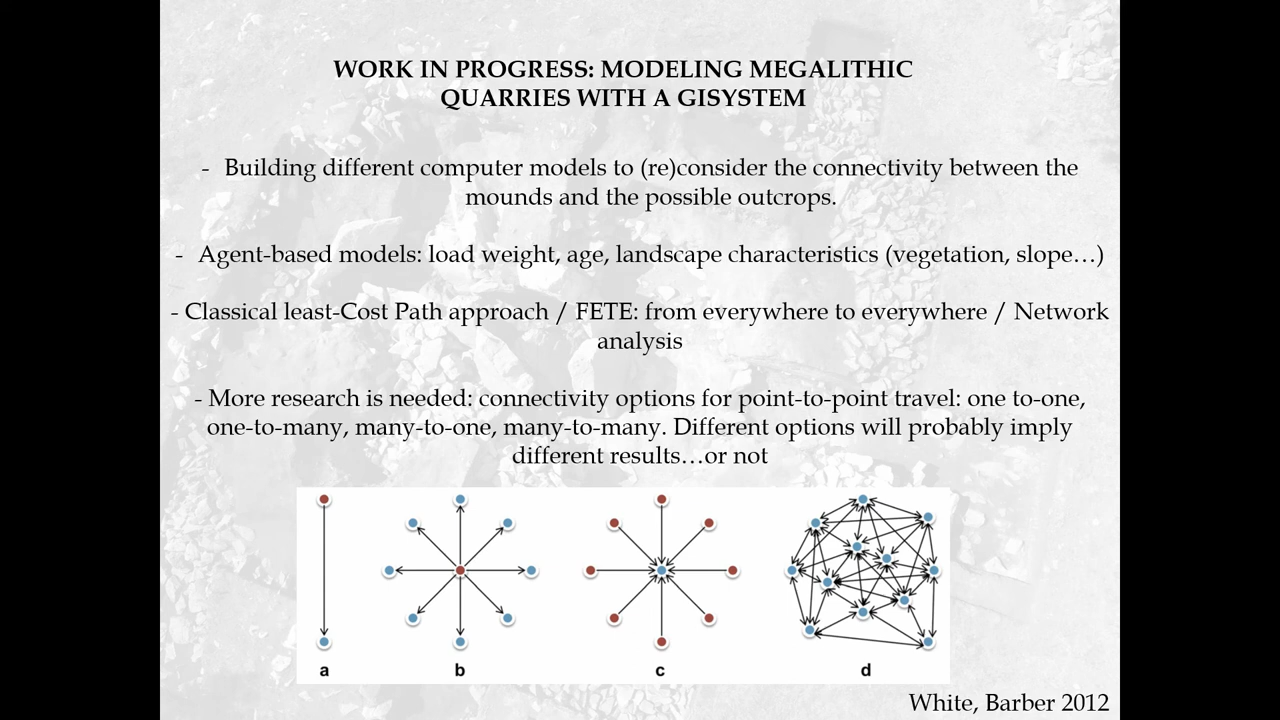 WORK IN PROGRESS: MODELING MEGALITHIC
QUARRIES WITH A GISYSTEM
- Building different computer models to (re)consider the connectivity between the
mounds and the possible outcrops.
- Agent-based models: load weight, age, landscape characteristics (vegetation, slope…)
- Classical least-Cost Path approach / FETE: from everywhere to everywhere / Network
analysis
- More research is needed: connectivity options for point-to-point travel: one to-one,
one-to-many, many-to-one, many-to-many. Different options will probably imply
different results…or not
a b c d
White, Barber 2012